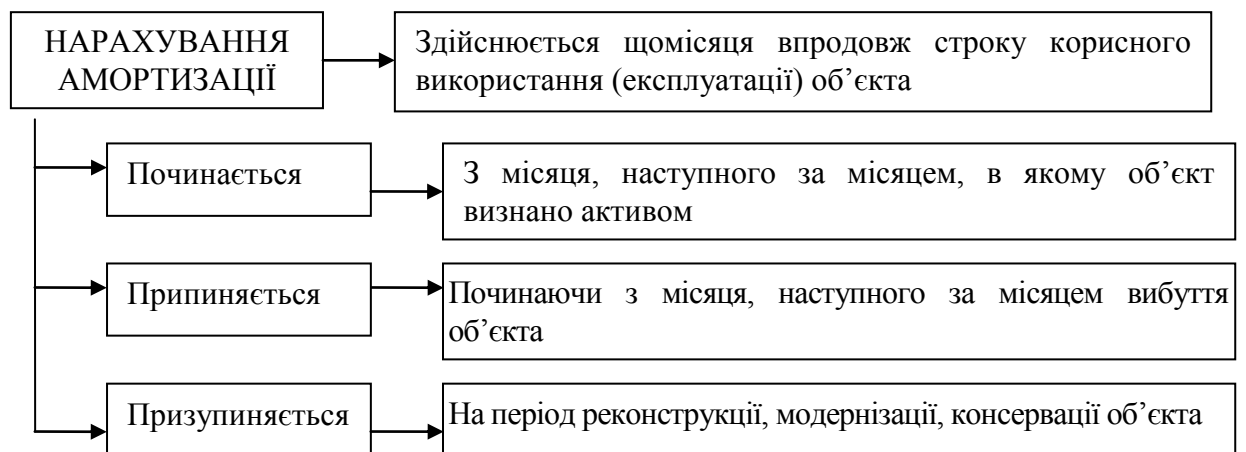 НАРАХУВАННЯ
АМОРТИЗАЦІЇ
Здійснюється щомісяця впродовж строку корисного
використання (експлуатації) об’єкта
Починається
З місяця, наступного за місяцем, в якому об’єкт
визнано активом
Припиняється
Починаючи з місяця, наступного за місяцем вибуття
об’єкта
Призупиняється
На період реконструкції, модернізації, консервації об’єкта